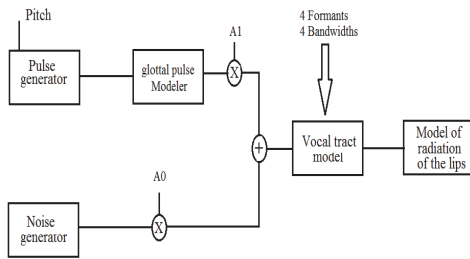 Pitch
4 Formants
4 Bandwidths
A1
Pulse
generator
glottal pulse
Modeler
X
+
Vocal tract
model
Model of
radiation
of the lips
A0
Noise
generator
X